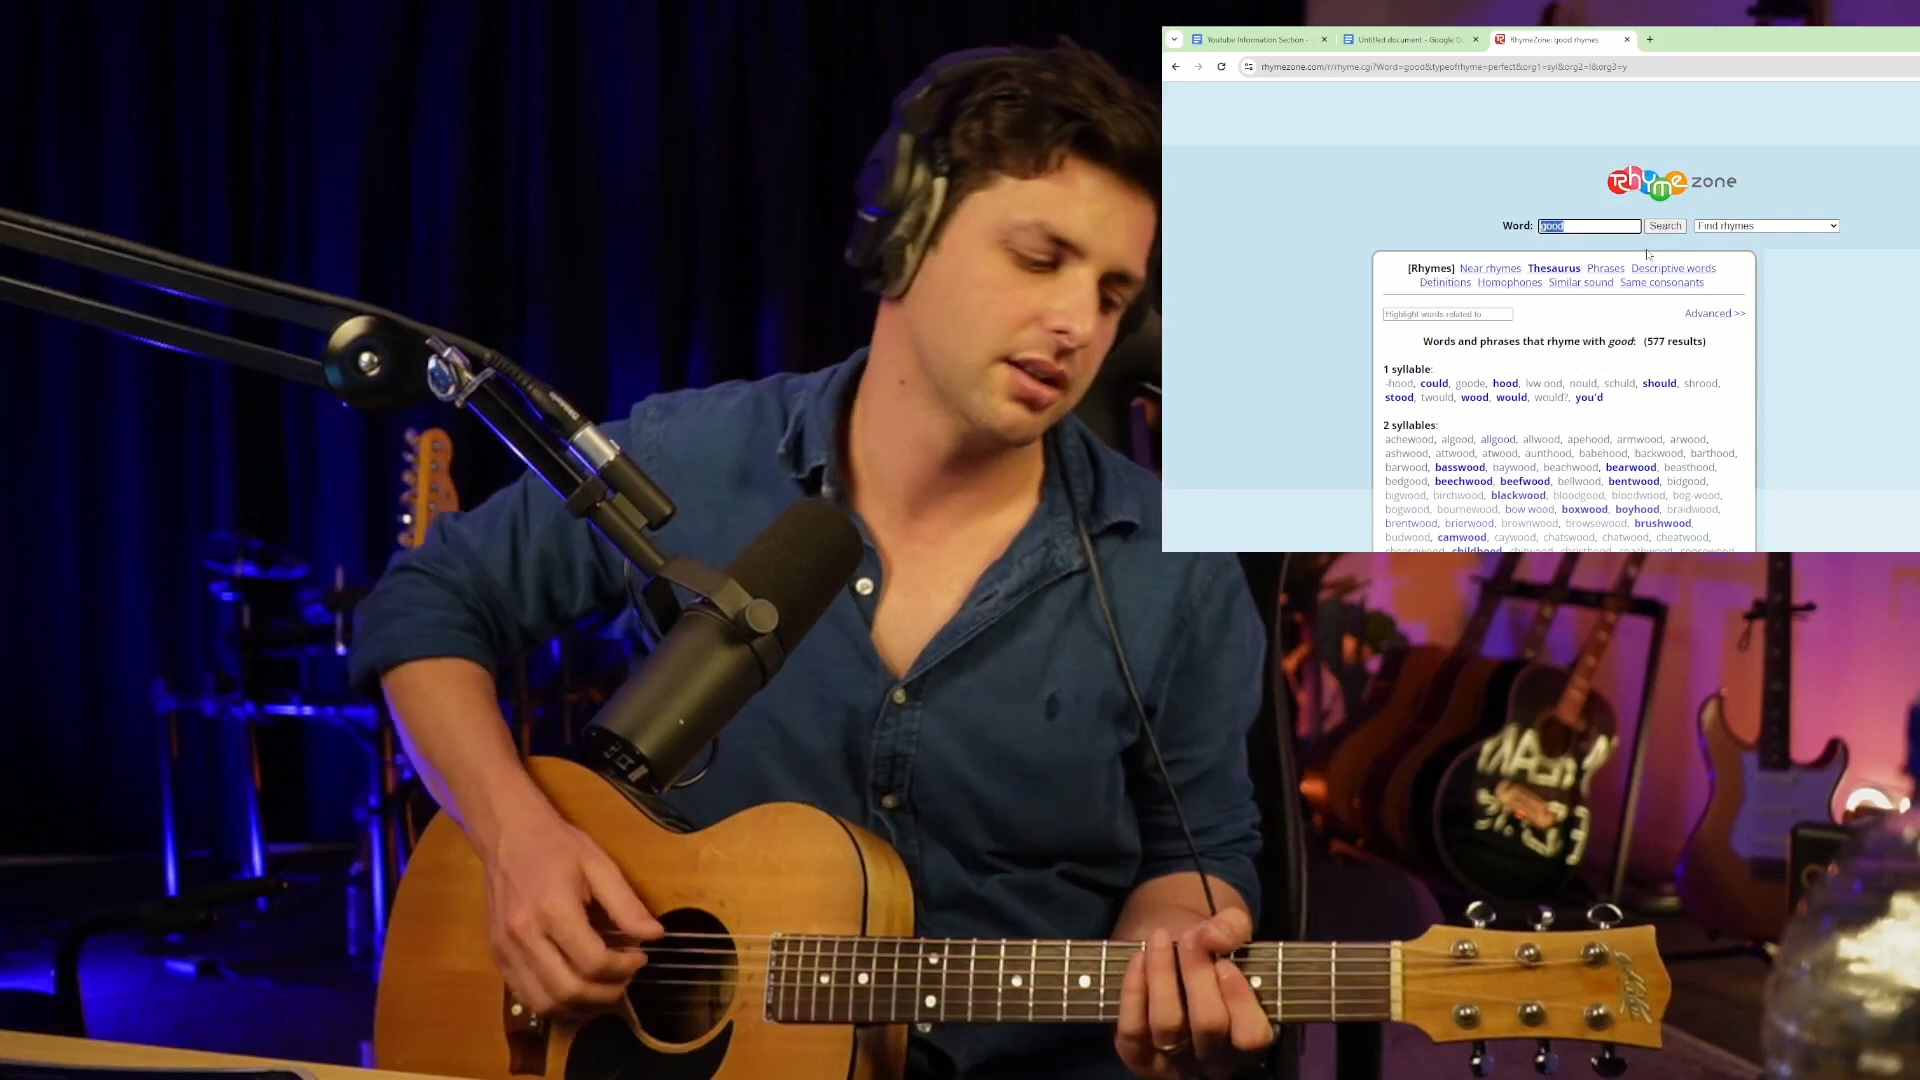 Youtube Information Section -
Untitled document - Google D
RhymeZone: good rhymes
rhymezone.com/r/rhyme.cgi?Word=good&typeofrhyme=perfect&org1=syl&org2=l&org3=y
Rhyme zone
Word: good Search Find rhymes
[Rhymes] Near rhymes Thesaurus Phrases Descriptive words
Definitions Homophones Similar sound Same consonants
Highlight words related to...
Advanced >>
Words and phrases that rhyme with good: (577 results)
1 syllable:
-hood, could, goode, hood, lvw ood, nould, schuld, should, shrood,
stood, twould, wood, would, would?, you'd
2 syllables:
achewood, algood, allgood, allwood, apehood, armwood, arwood,
ashwood, attwood, atwood, aunthood, babehood, backwood, barthood,
barwood, basswood, baywood, beachwood, bearwood, beasthood,
bedgood, beechwood, beefwood, bellwood, bentwood, bidgood,
bigwood, birchwood, blackwood, bloodgood, bloodwood, bog-wood,
bogwood, bournewood, bow wood, boxwood, boyhood, braidwood,
brentwood, brierwood, brownwood, browsewood, brushwood,
budwood, camwood, caywood, chatswood, chatwood, cheatwood,
childhood